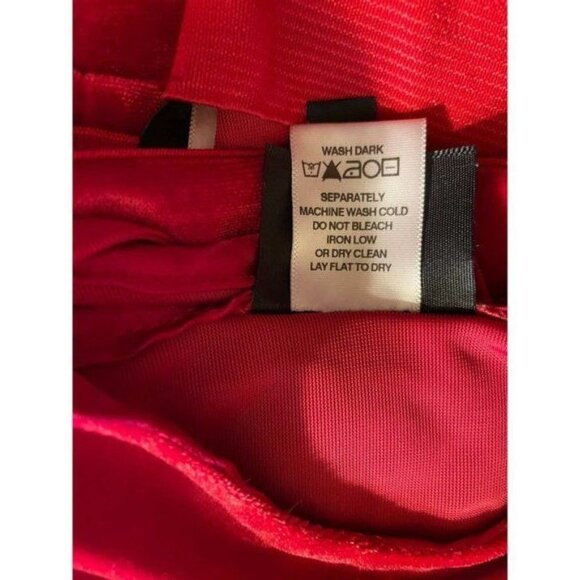 WASH DARK
SEPARATELY
MACHINE WASH COLD
DO NOT BLEACH
IRON LOW
OR DRY CLEAN
LAY FLAT TO DRY